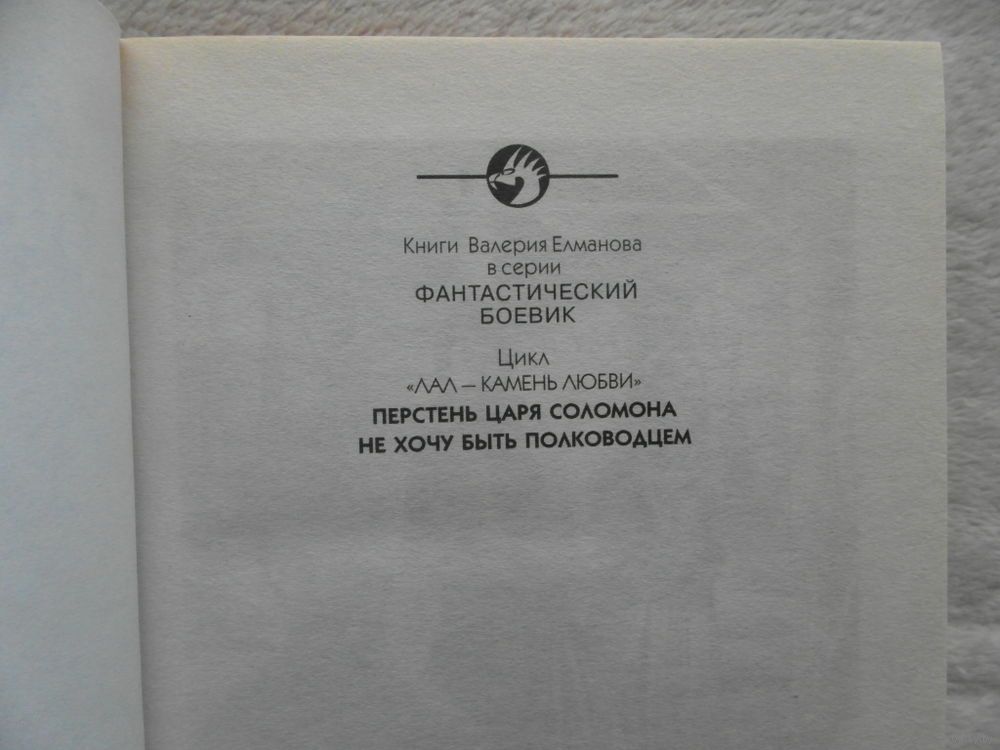 Книги Валерия Елманова
в серии
ФАНТАСТИЧЕСКИЙ
БОЕВИК
Цикл
«ЛАЛ – КАМЕНЬ ЛЮБВИ»
ПЕРСТЕНЬ ЦАРЯ СОЛОМОНА
НЕ ХОЧУ БЫТЬ ПОЛКОВОДЦЕМ